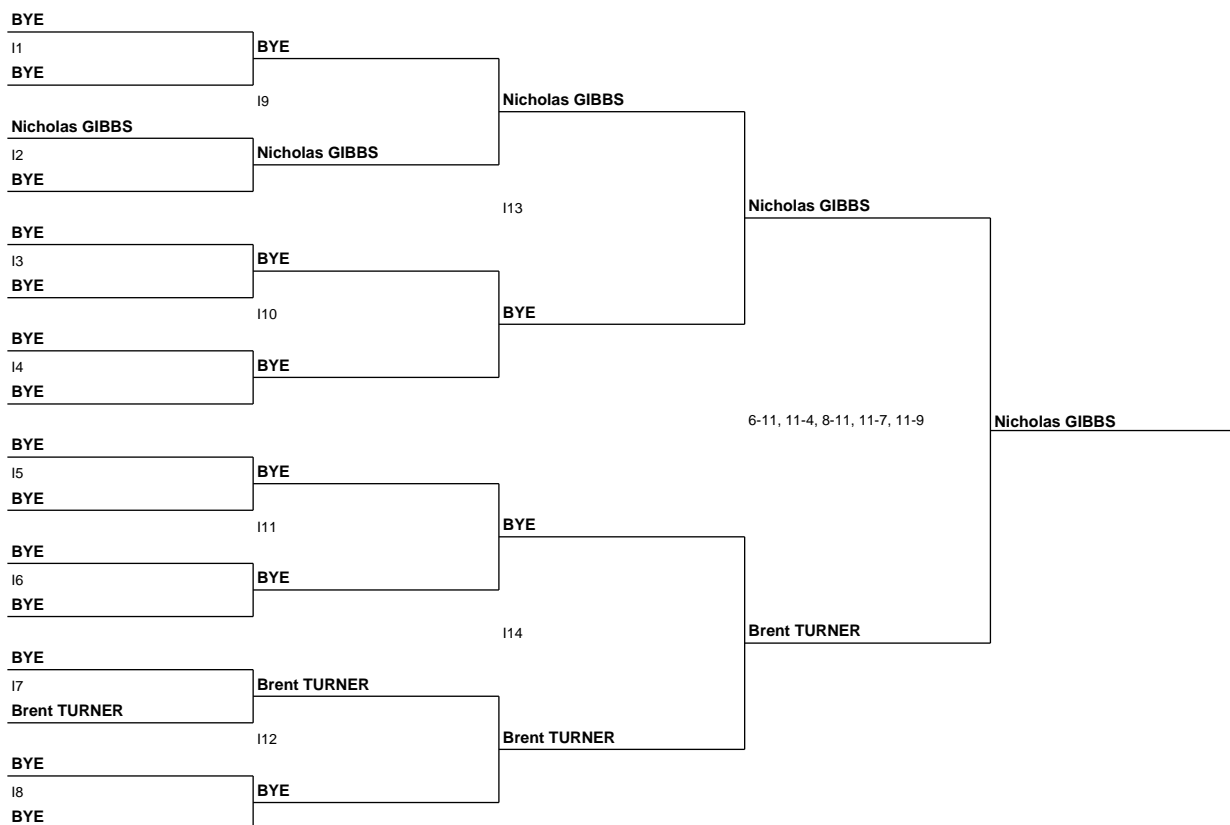 BYE
I1
BYE
BYE
I9
Nicholas GIBBS
Nicholas GIBBS
I2
Nicholas GIBBS
BYE
I13
Nicholas GIBBS
BYE
I3
BYE
BYE
I10
BYE
BYE
I4
BYE
BYE
6-11, 11-4, 8-11, 11-7, 11-9
Nicholas GIBBS
BYE
I5
BYE
BYE
I11
BYE
BYE
I6
BYE
BYE
I14
Brent TURNER
BYE
I7
Brent TURNER
Brent TURNER
I12
Brent TURNER
BYE
I8
BYE
BYE